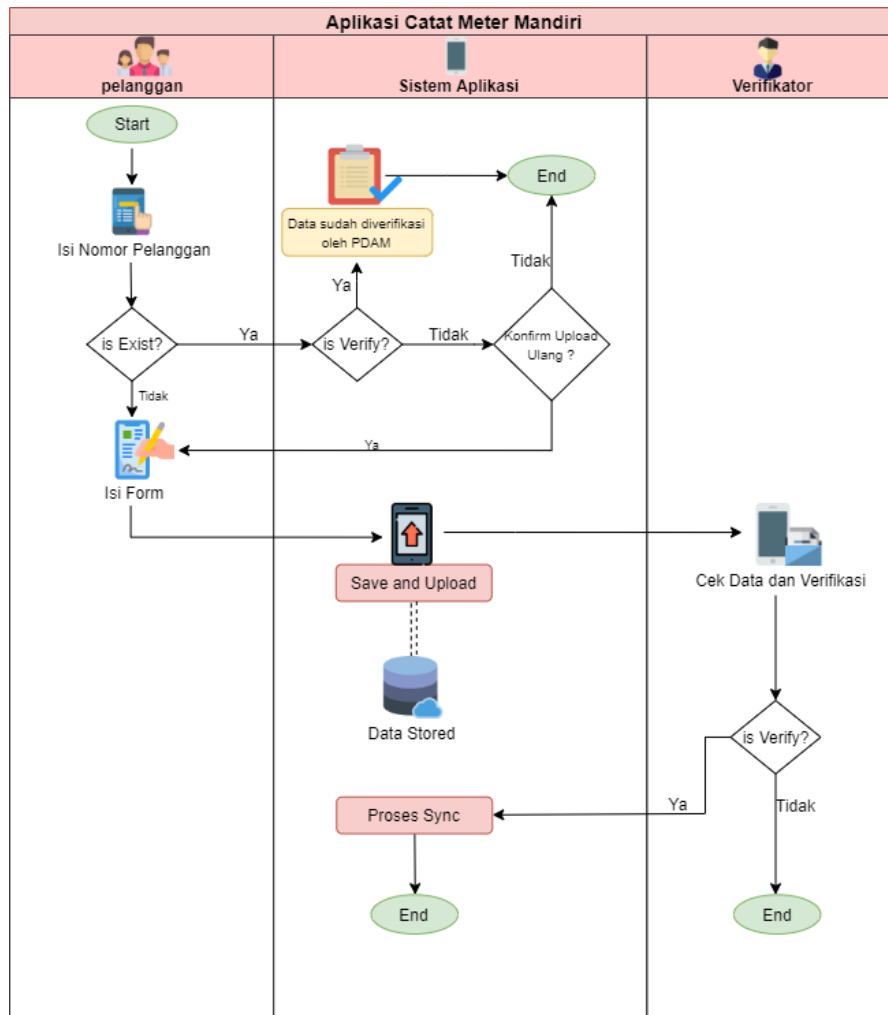 Aplikasi Catat Meter Mandiri
pelanggan
Sistem Aplikasi
Verifikator
Start
End
Data sudah diverifikasi
oleh PDAM
Isi Nomor Pelanggan
Tidak
Ya
is Exist?
Ya
is Verify?
Tidak
Konfirm Upload
Ulang ?
Tidak
Ya
Isi Form
Save and Upload
Cek Data dan Verifikasi
Data Stored
is Verify?
Ya
Tidak
Proses Sync
End
End